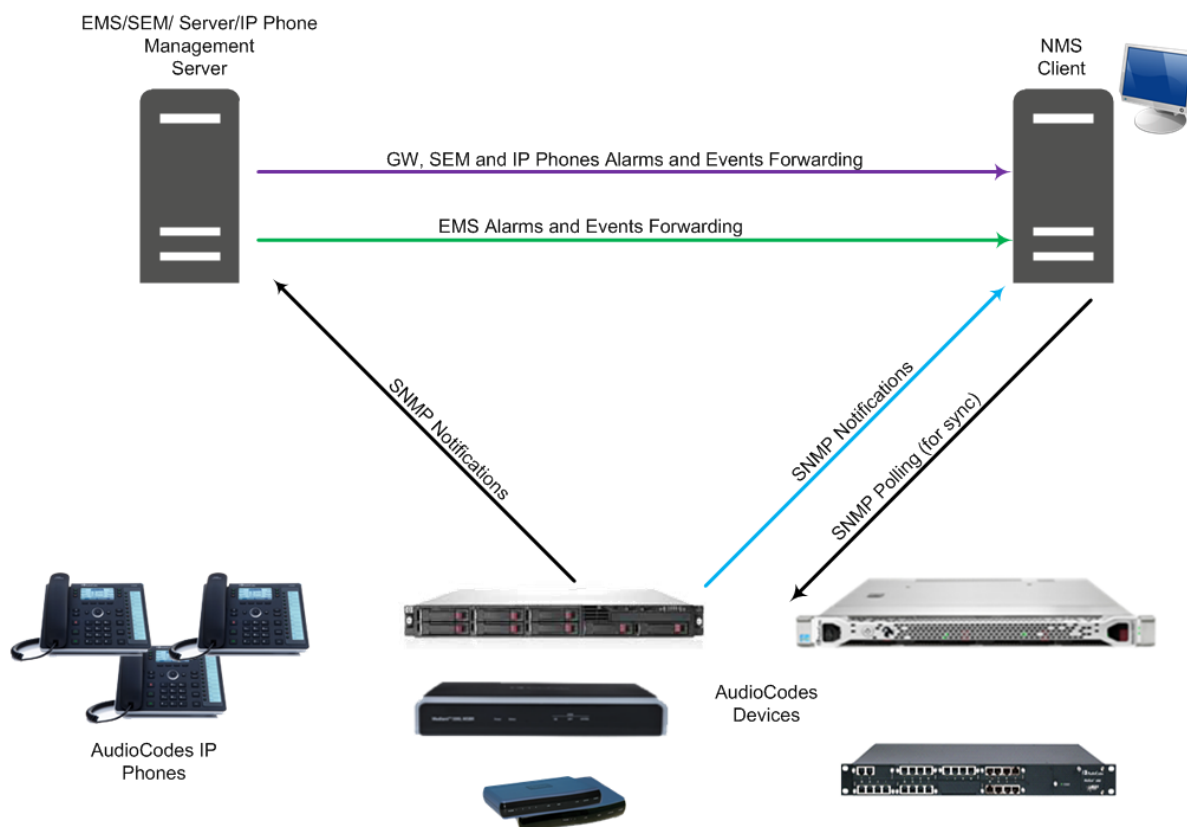 EMS/SEM/ Server/IP Phone
Management
Server
NMS
Client
GW, SEM and IP Phones Alarms and Events Forwarding
EMS Alarms and Events Forwarding
SNMP Notifications
SNMP Notifications
SNMP Polling (for sync)
AudioCodes IP
Phones
AudioCodes
Devices